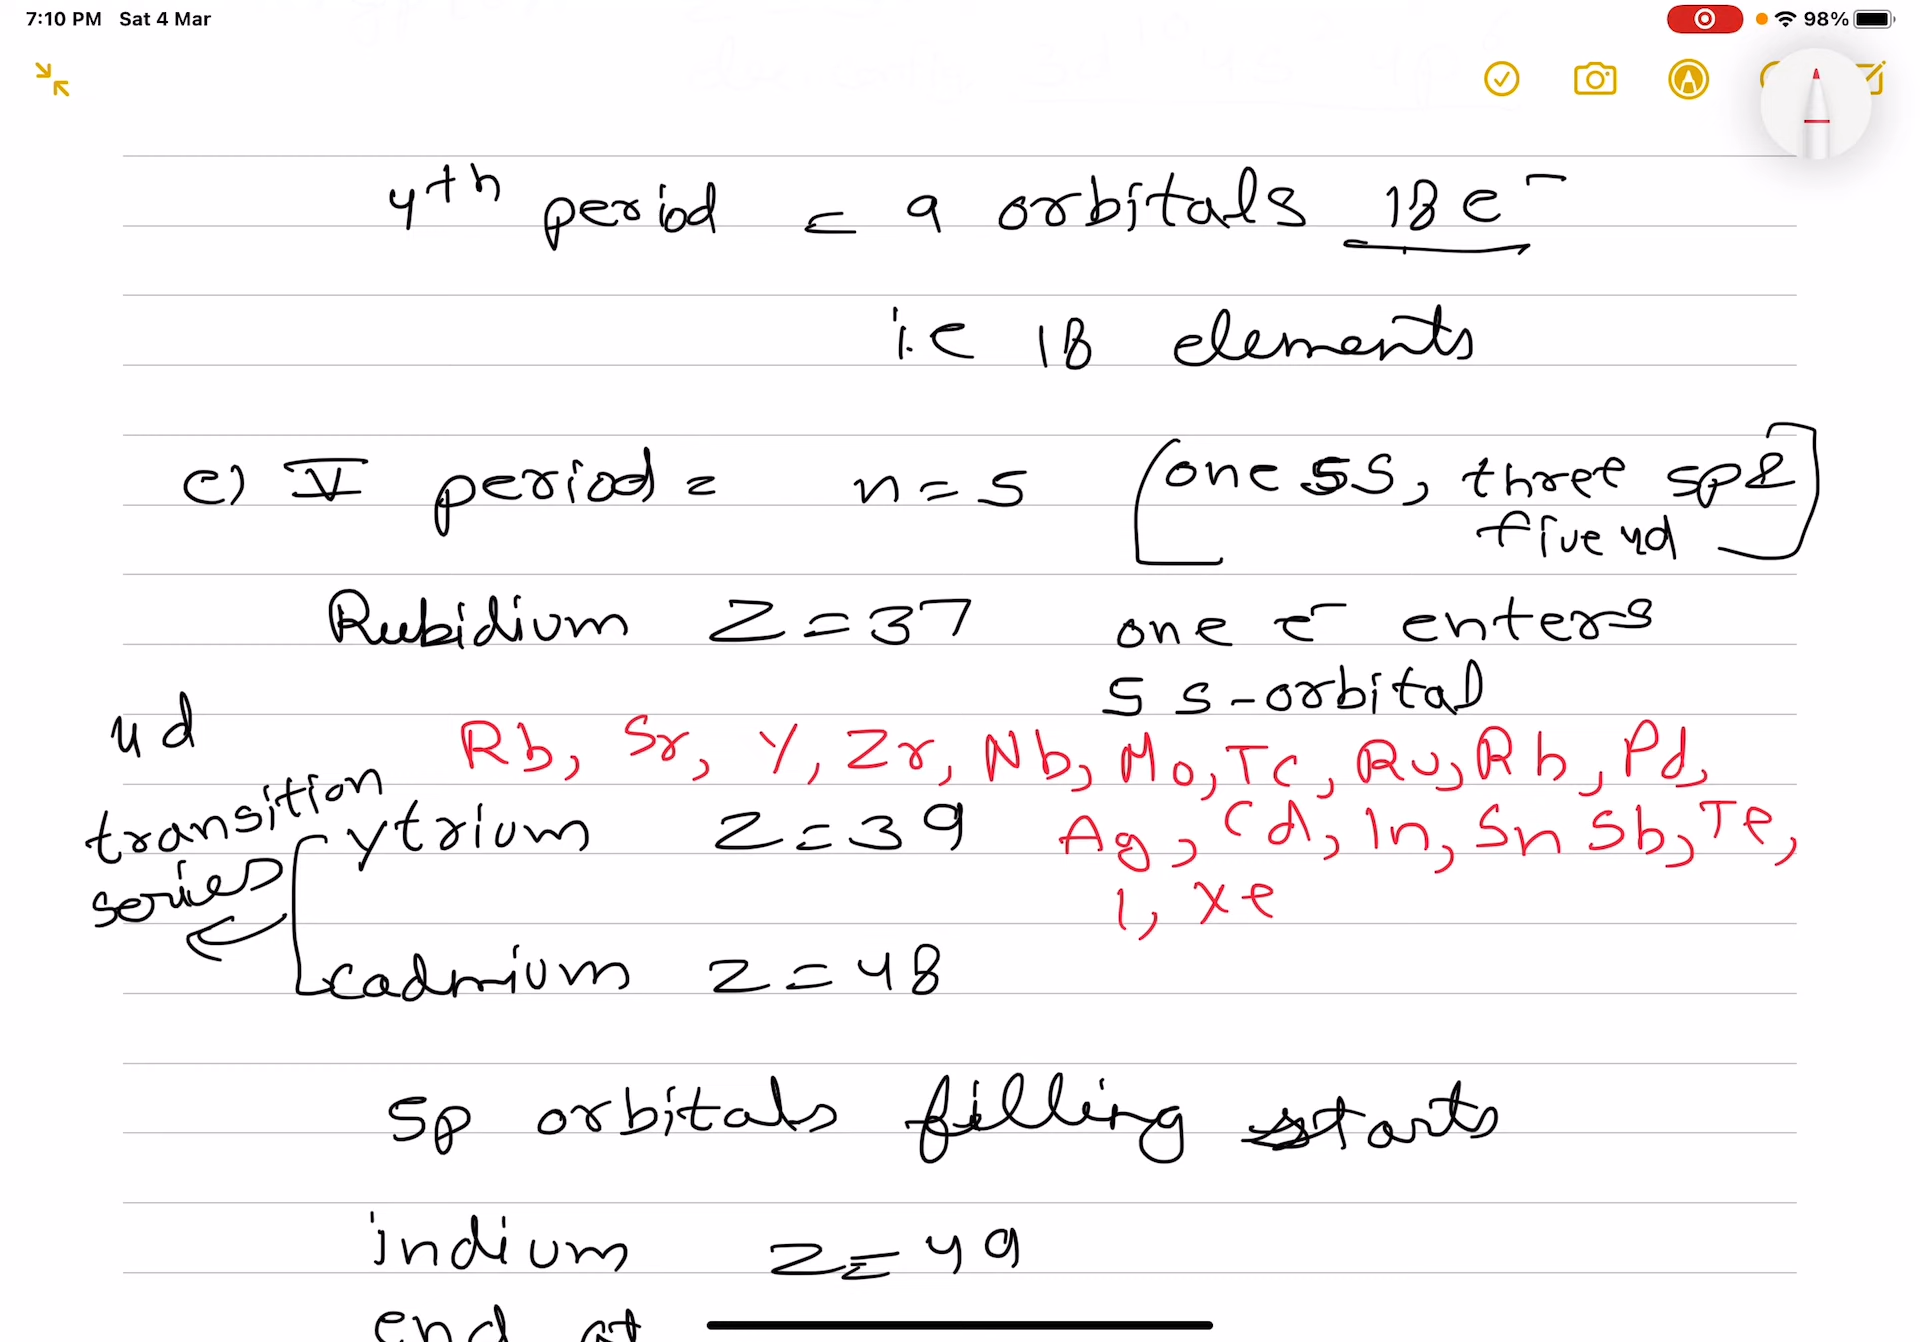 7:10 PM Sat 4 Mar
98%
4th period = 9 orbitals 18 e⁻
i.e 18 elements
e) V period = n = 5 [one 5s, three 5p &
five 4d]
Rubidium Z = 37 one e⁻ enters
5 s-orbital
4d
transition
series
Rb, Sr, Y, Zr, Nb, Mo, Tc, Ru, Rh, Pd,
ytrium Z = 39
Ag, Cd, In, Sn Sb, Te,
I, Xe
cadmium Z = 48
5p orbitals filling starts
indium Z = 49
end at